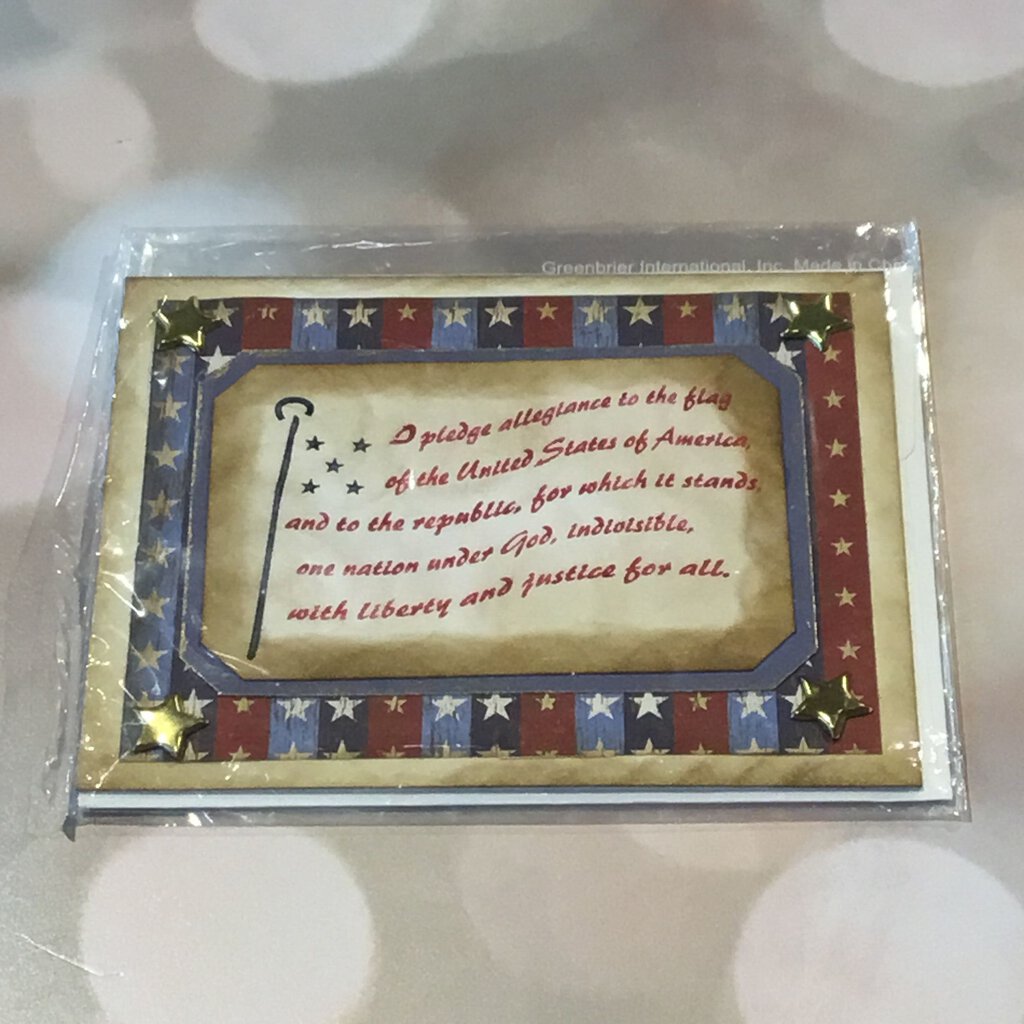 Greenbrier International, Inc. Made in
I pledge allegiance to the flag
of the United States of America,
and to the republic, for which it stands,
one nation under God, indivisible,
with liberty and justice for all.